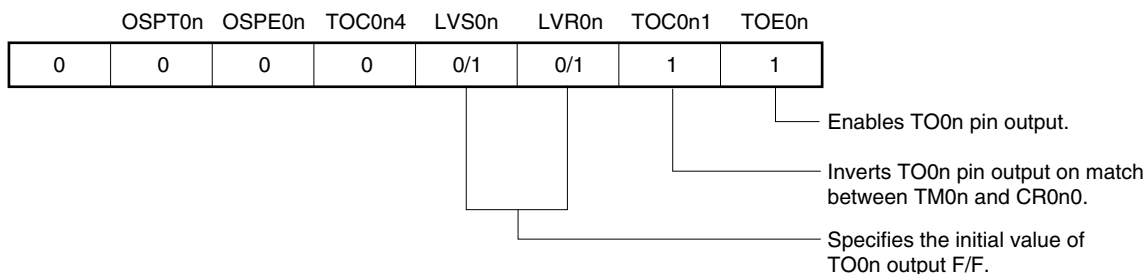 OSPT0n OSPE0n TOC0n4 LVS0n LVR0n TOC0n1 TOE0n
0 0 0 0 0/1 0/1 1 1
Enables TO0n pin output.
Inverts TO0n pin output on match
between TM0n and CR0n0.
Specifies the initial value of
TO0n output F/F.